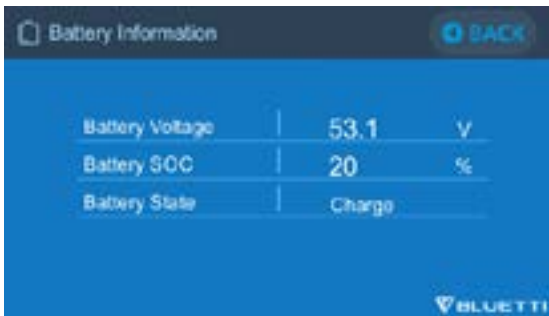 Battery Information
BACK
Battery Voltage 53.1 V
Battery SOC 20 %
Battery State Charge
BLUETTI